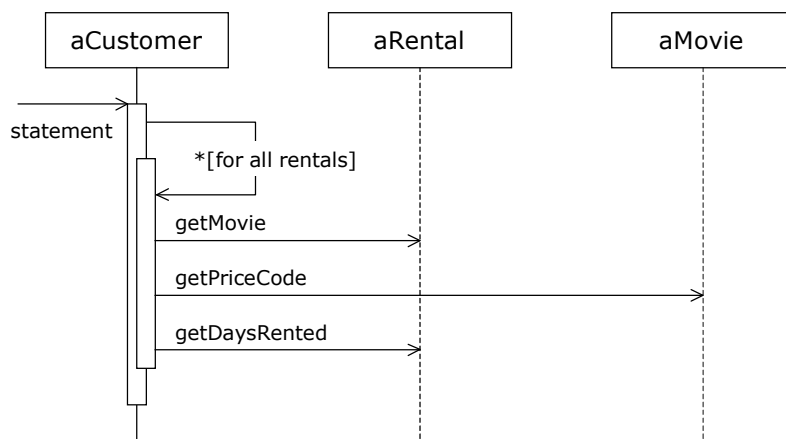 aCustomer
aRental
aMovie
statement
*[for all rentals]
getMovie
getPriceCode
getDaysRented